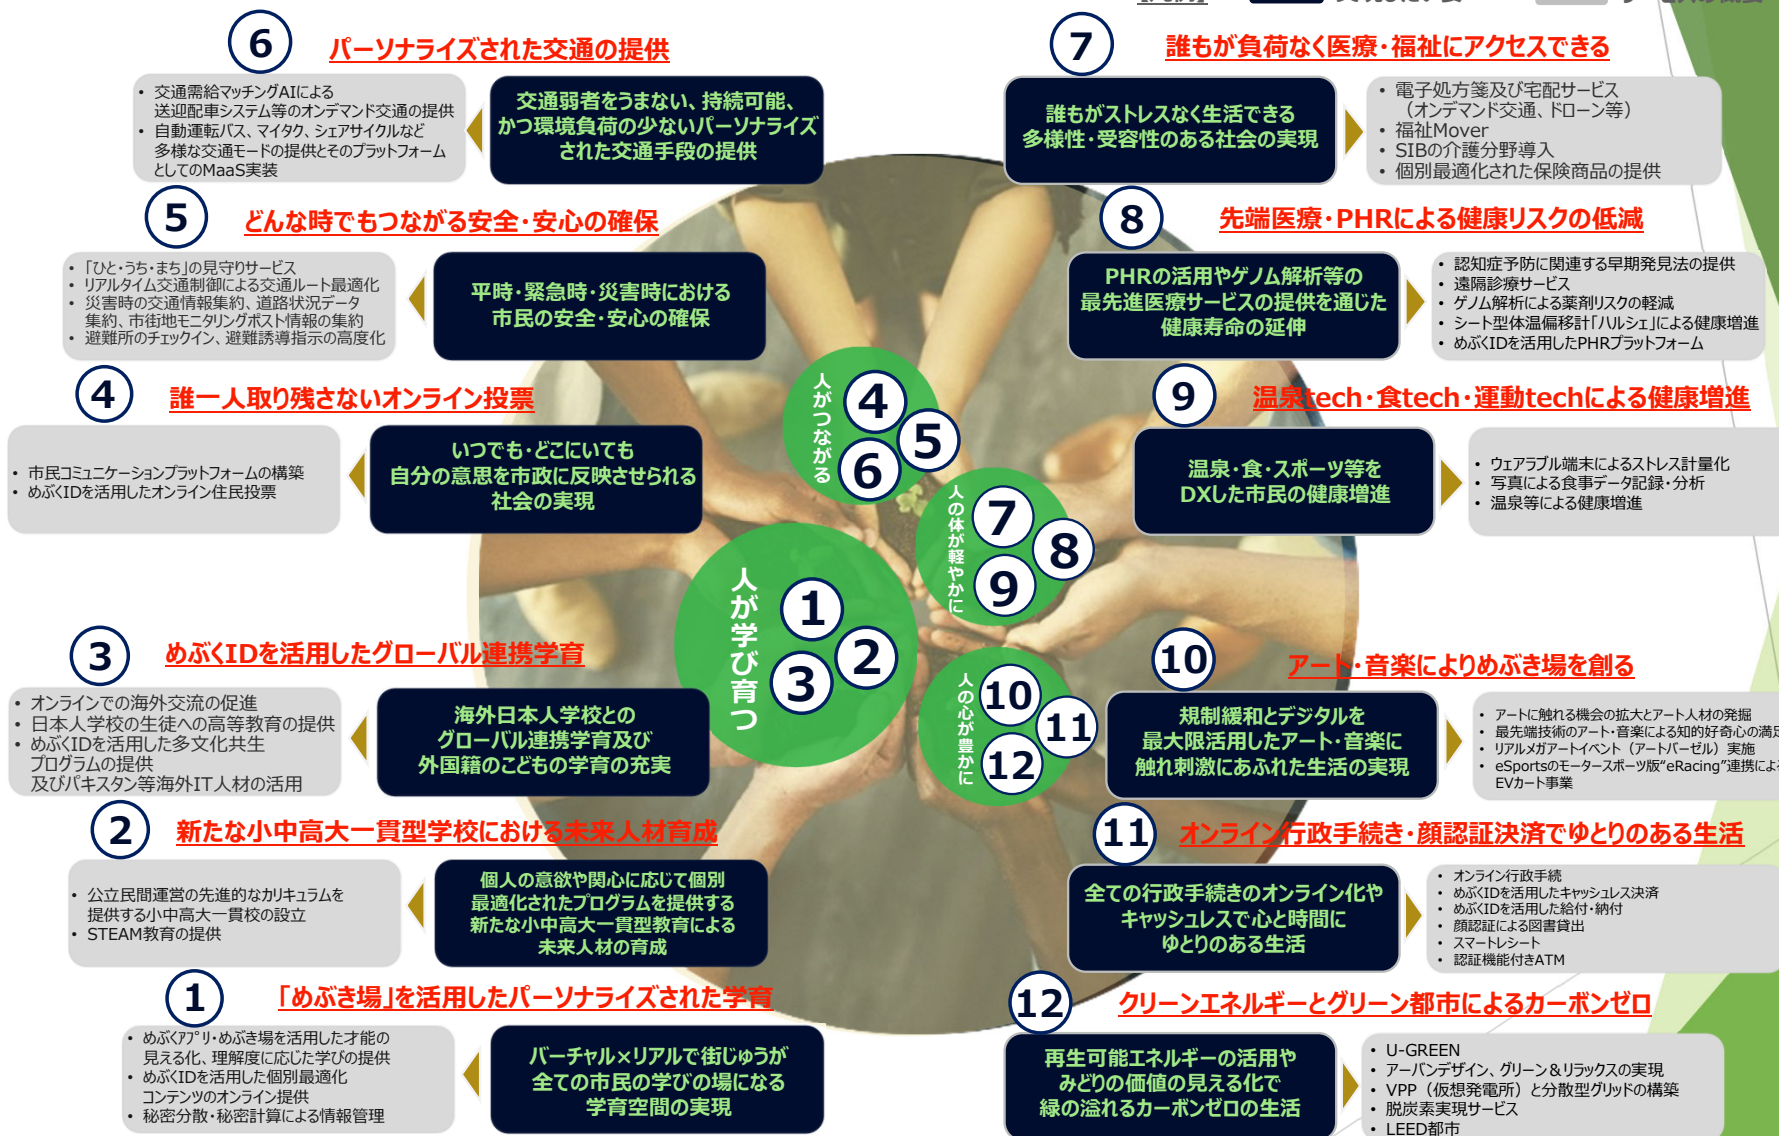 6
パーソナライズされた交通の提供
• 交通需給マッチングAIによる
送迎配車システム等のオンデマンド交通の提供
• 自動運転バス、マイタク、シェアサイクルなど
多様な交通モードの提供とそのプラットフォーム
としてのMaaS実装
交通弱者をうまない、持続可能、
かつ環境負荷の少ないパーソナライズ
された交通手段の提供
5
どんな時でもつながる安全・安心の確保
• 「ひと・うち・まち」の見守りサービス
• リアルタイム交通制御による交通ルート最適化
• 災害時の交通情報集約、道路状況データ
集約、市街地モニタリングポスト情報の集約
• 避難所のチェックイン、避難誘導指示の高度化
平時・緊急時・災害時における
市民の安全・安心の確保
4
誰一人取り残さないオンライン投票
• 市民コミュニケーションプラットフォームの構築
• めぶくIDを活用したオンライン住民投票
いつでも・どこにいても
自分の意思を市政に反映させられる
社会の実現
3
めぶくIDを活用したグローバル連携学育
• オンラインでの海外交流の促進
• 日本人学校の生徒への高等教育の提供
• めぶくIDを活用した多文化共生
プログラムの提供
及びパキスタン等海外IT人材の活用
海外日本人学校との
グローバル連携学育及び
外国籍のこどもの学育の充実
2
新たな小中高大一貫型学校における未来人材育成
• 公立民間運営の先進的なカリキュラムを
提供する小中高大一貫校の設立
• STEAM教育の提供
個人の意欲や関心に応じて個別
最適化されたプログラムを提供する
新たな小中高大一貫型教育による
未来人材の育成
1
「めぶき場」を活用したパーソナライズされた学育
• めぶくアプリ・めぶき場を活用した才能の
見える化、理解度に応じた学びの提供
• めぶくIDを活用した個別最適化
コンテンツのオンライン提供
• 秘密分散・秘密計算による情報管理
バーチャル×リアルで街じゅうが
全ての市民の学びの場になる
学育空間の実現
人がつながる
4
5
6
人の体が軽やかに
7
8
9
人が学び育つ
1
2
3
人の心が豊かに
10
11
12
7
誰もが負荷なく医療・福祉にアクセスできる
誰もがストレスなく生活できる
多様性・受容性のある社会の実現
• 電子処方箋及び宅配サービス
（オンデマンド交通、ドローン等）
• 福祉Mover
• SIBの介護分野導入
• 個別最適化された保険商品の提供
8
先端医療・PHRによる健康リスクの低減
PHRの活用やゲノム解析等の
最先進医療サービスの提供を通じた
健康寿命の延伸
• 認知症予防に関連する早期発見法の提供
• 遠隔診療サービス
• ゲノム解析による薬剤リスクの軽減
• シート型体温偏移計「ハルシェ」による健康増進
• めぶくIDを活用したPHRプラットフォーム
9
温泉tech・食tech・運動techによる健康増進
温泉・食・スポーツ等を
DXした市民の健康増進
• ウェアラブル端末によるストレス計量化
• 写真による食事データ記録・分析
• 温泉等による健康増進
10
アート・音楽によりめぶき場を創る
規制緩和とデジタルを
最大限活用したアート・音楽に
触れ刺激にあふれた生活の実現
• アートに触れる機会の拡大とアート人材の発掘
• 最先端技術のアート・音楽による知的好奇心の満足
• リアルメガアートイベント（アートバーゼル）実施
• eSportsのモータースポーツ版“eRacing”連携による
EVカート事業
11
オンライン行政手続き・顔認証決済でゆとりのある生活
全ての行政手続きのオンライン化や
キャッシュレスで心と時間に
ゆとりのある生活
• オンライン行政手続
• めぶくIDを活用したキャッシュレス決済
• めぶくIDを活用した給付・納付
• 顔認証による図書貸出
• スマートレシート
• 認証機能付きATM
12
クリーンエネルギーとグリーン都市によるカーボンゼロ
再生可能エネルギーの活用や
みどりの価値の見える化で
緑の溢れるカーボンゼロの生活
• U-GREEN
• アーバンデザイン、グリーン＆リラックスの実現
• VPP（仮想発電所）と分散型グリッドの構築
• 脱炭素実現サービス
• LEED都市